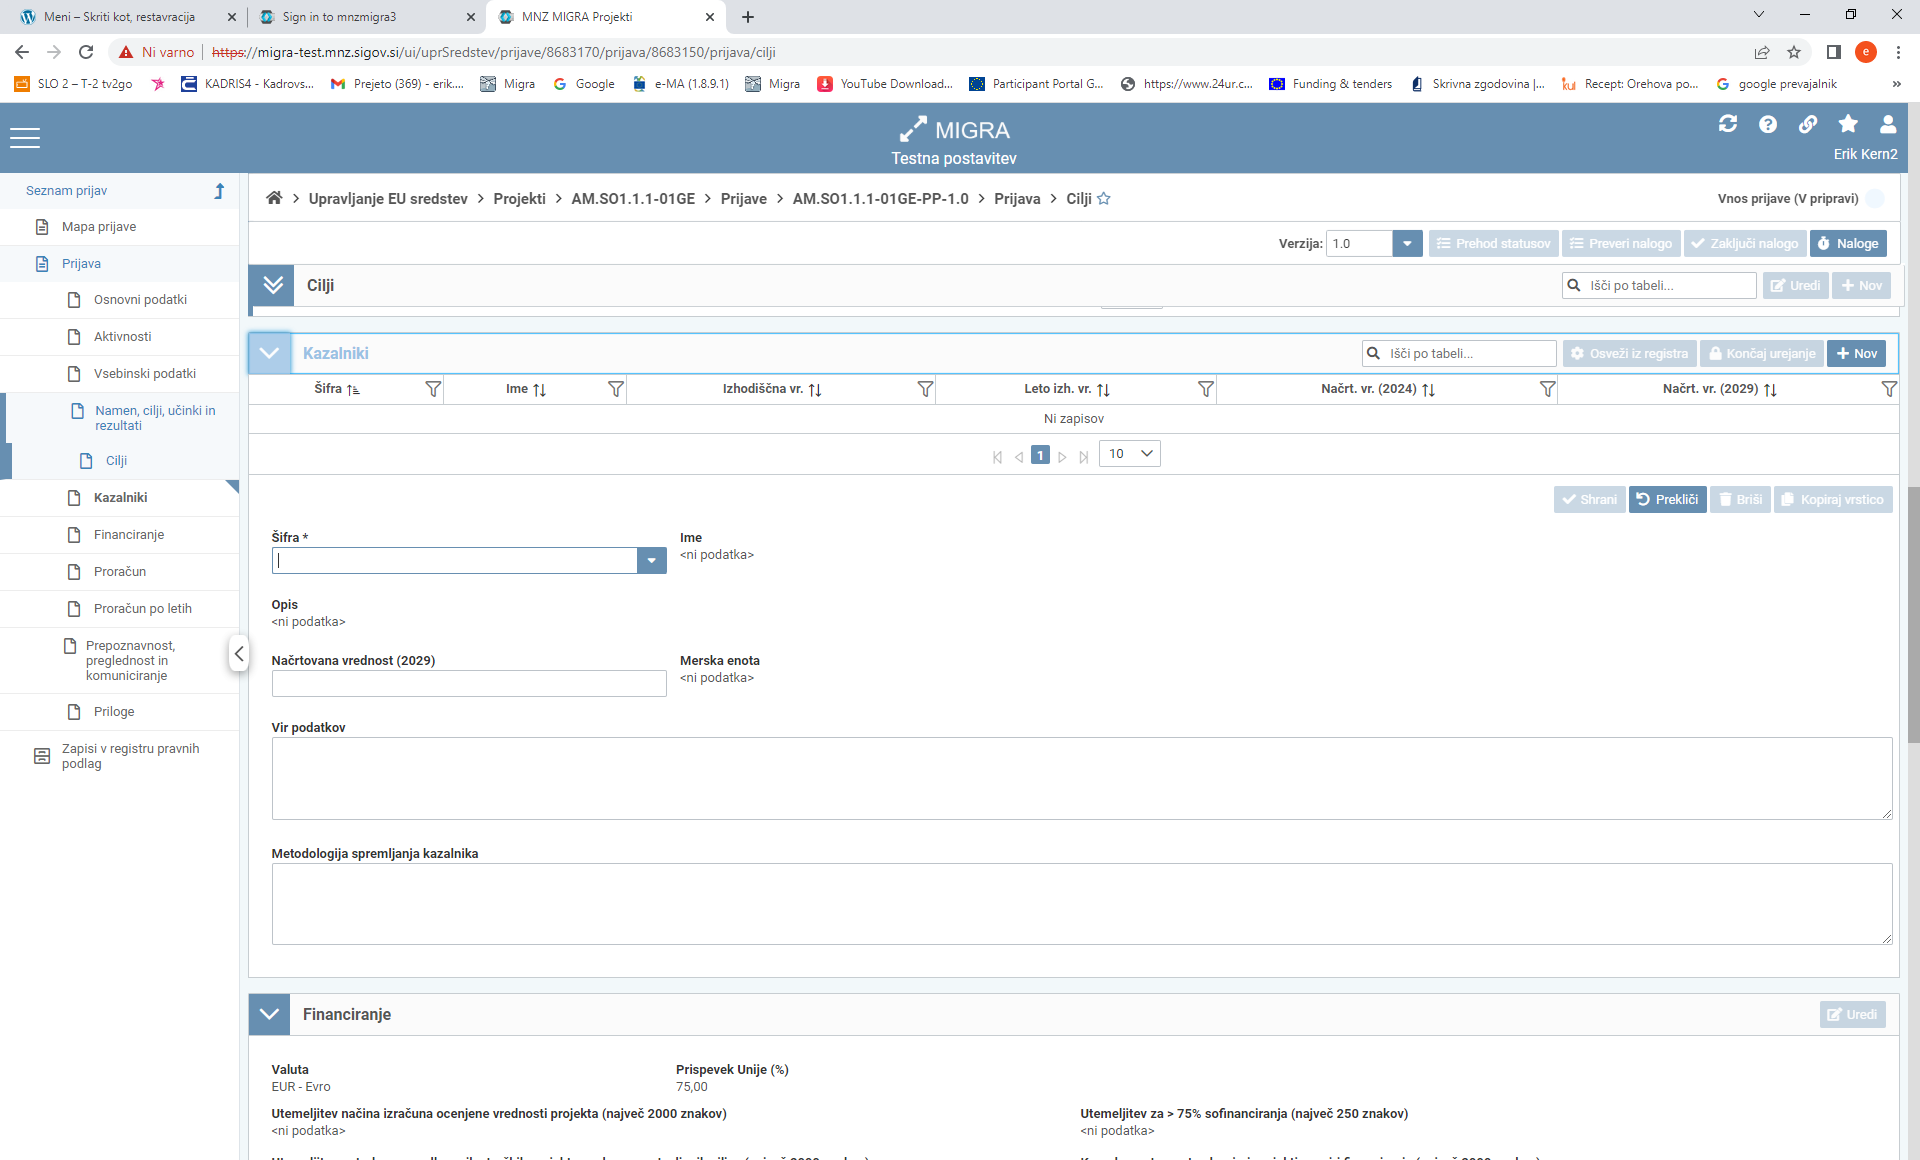 Meni – Skriti kot, restavracija
Sign in to mnzmigra3
MNZ MIGRA Projekti
Ni varno
https://migra-test.mnz.sigov.si/ui/uprSredstev/prijave/8683170/prijava/8683150/prijava/cilji
e
SLO 2 – T-2 tv2go
KADRIS4 - Kadrovs...
Prejeto (369) - erik....
Migra
Google
e-MA (1.8.9.1)
Migra
YouTube Download...
Participant Portal G...
https://www.24ur.c...
Funding & tenders
Skrivna zgodovina |...
Recept: Orehova po...
google prevajalnik
»
MIGRA
Testna postavitev
Erik Kern2
Seznam prijav
Mapa prijave
Prijava
Osnovni podatki
Aktivnosti
Vsebinski podatki
Namen, cilji, učinki in
rezultati
Cilji
Kazalniki
Financiranje
Proračun
Proračun po letih
Prepoznavnost,
preglednost in
komuniciranje
Priloge
Zapisi v registru pravnih
podlag
Upravljanje EU sredstev > Projekti > AM.SO1.1.1-01GE > Prijave > AM.SO1.1.1-01GE-PP-1.0 > Prijava > Cilji
Vnos prijave (V pripravi)
Verzija: 1.0
Prehod statusov
Preveri nalogo
Zaključi nalogo
Naloge
Cilji
Išči po tabeli...
Uredi
+ Nov
Kazalniki
Išči po tabeli...
Osveži iz registra
Končaj urejanje
+ Nov
Šifra
Ime
Izhodiščna vr.
Leto izh. vr.
Načrt. vr. (2024)
Načrt. vr. (2029)
Ni zapisov
1
10
Shrani
Prekliči
Briši
Kopiraj vrstico
Šifra *
Ime
<ni podatka>
Opis
<ni podatka>
Načrtovana vrednost (2029)
Merska enota
<ni podatka>
Vir podatkov
Metodologija spremljanja kazalnika
Financiranje
Uredi
Valuta
EUR - Evro
Prispevek Unije (%)
75,00
Utemeljitev načina izračuna ocenjene vrednosti projekta (največ 2000 znakov)
<ni podatka>
Utemeljitev za > 75% sofinanciranja (največ 250 znakov)
<ni podatka>